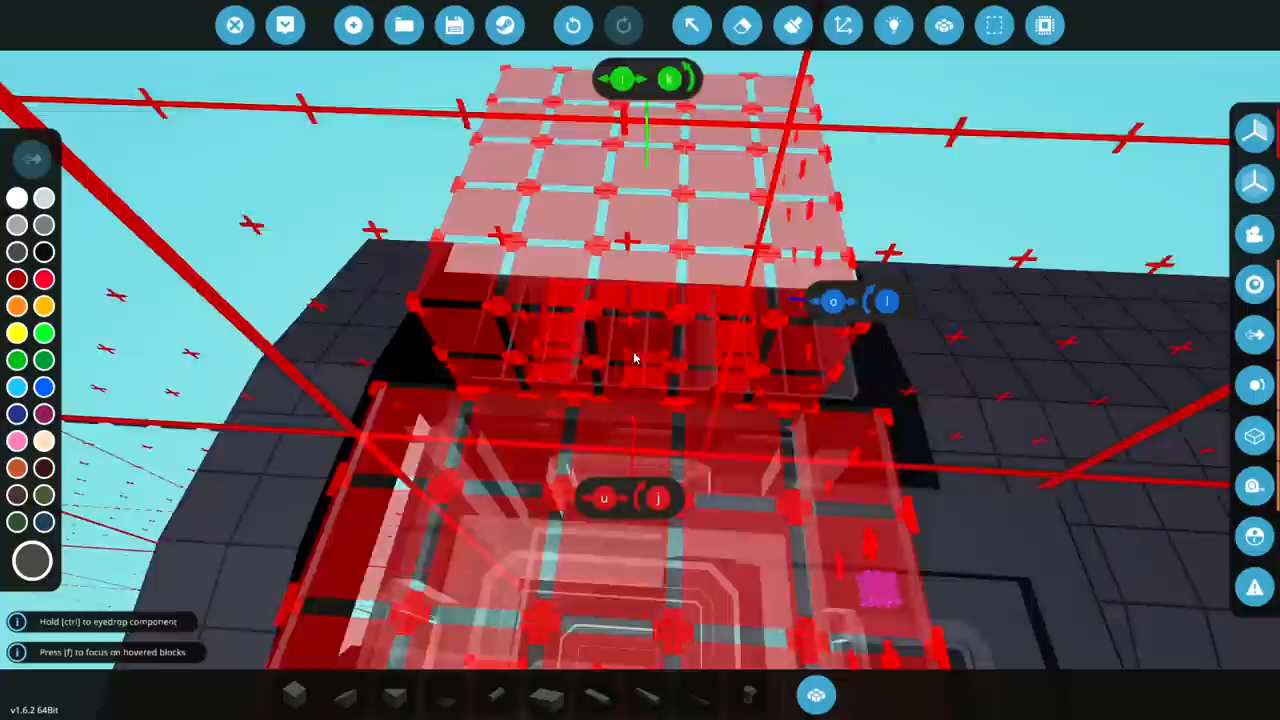 i k
o l
u j
Hold [ctrl] to eyedrop component
Press [f] to focus on hovered blocks
v1.6.2 64Bit